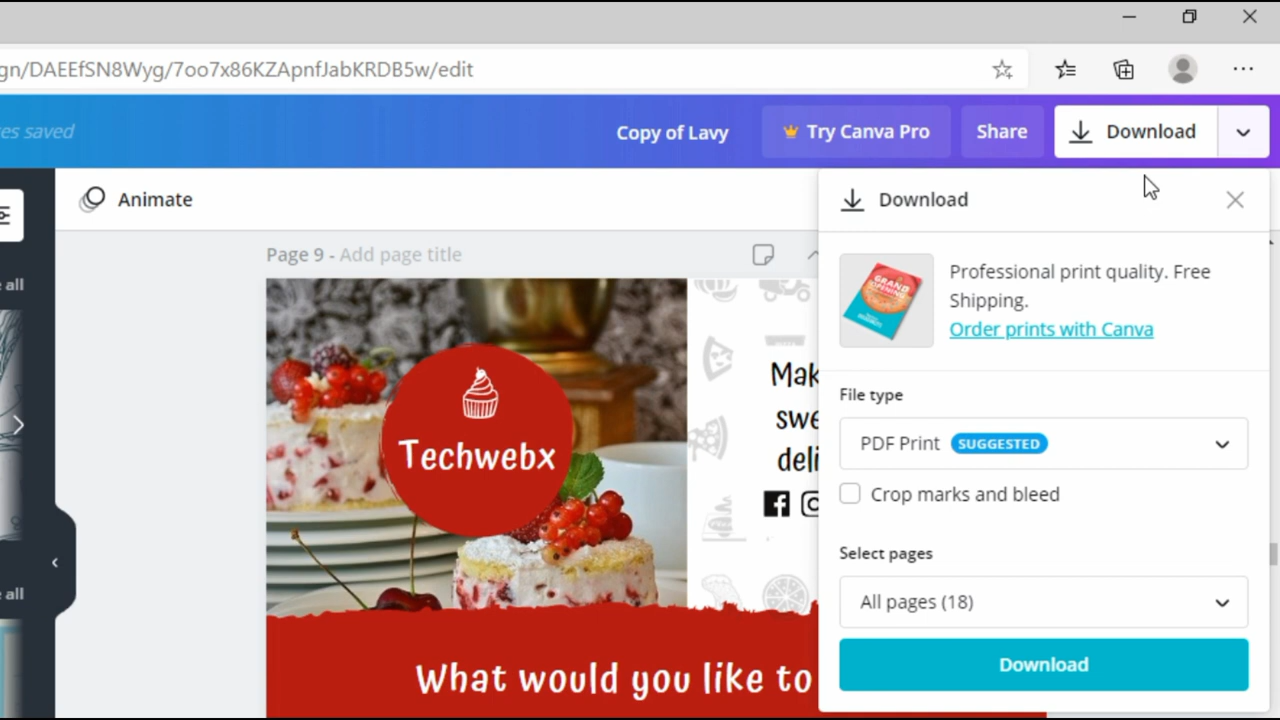 gn/DAEEfSN8Wyg/7oo7x86KZApnfJabKRDB5w/edit
es saved
Copy of Lavy
Try Canva Pro
Share
Download
Animate
Download
Page 9 - Add page title
Professional print quality. Free
Shipping.
Order prints with Canva
GRAND
OPENING
all
File type
PDF Print SUGGESTED
Crop marks and bleed
Mak
swe
deli
Techwebx
Select pages
All pages (18)
all
Download
What would you like to